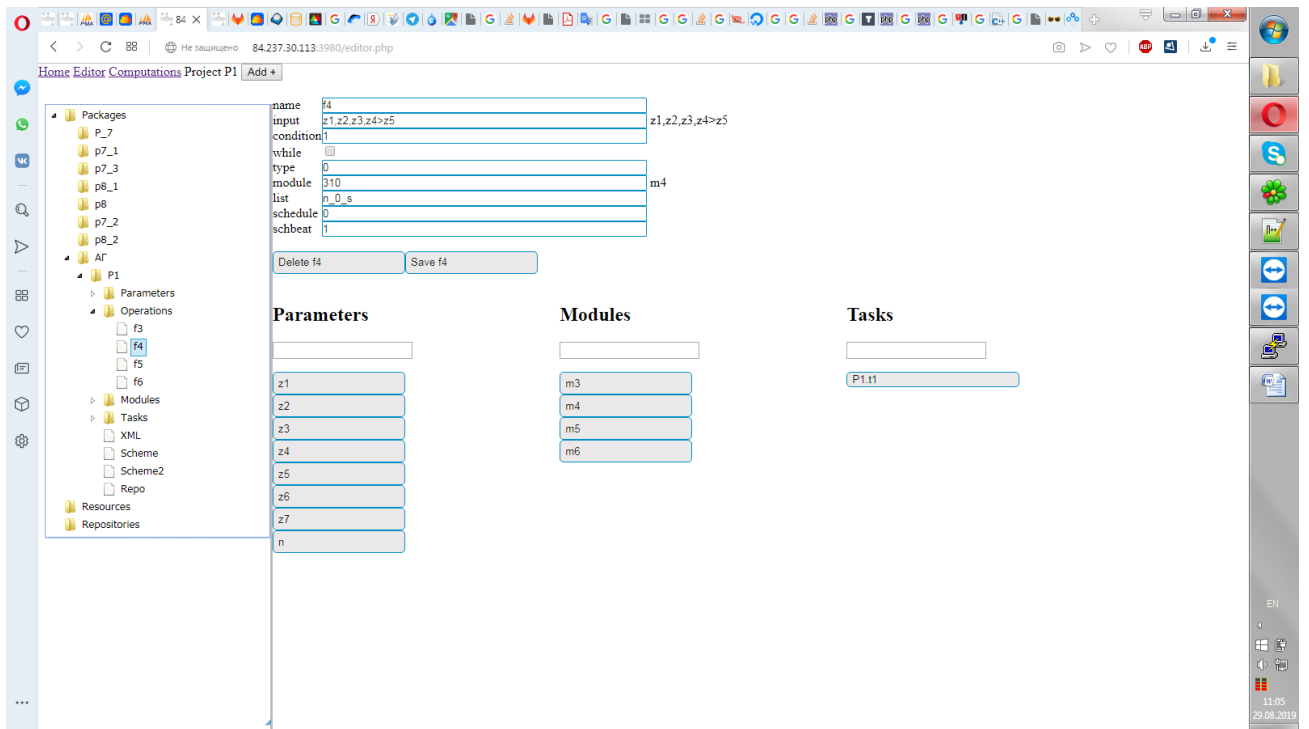 84
Не защищено 84.237.30.113:3980/editor.php
Home Editor Computations Project P1 Add +
Packages
P_7
p7_1
p7_3
p8_1
p8
p7_2
p8_2
АГ
P1
Parameters
Operations
f3
f4
f5
f6
Modules
Tasks
XML
Scheme
Scheme2
Repo
Resources
Repositories
name f4
input z1,z2,z3,z4>z5 z1,z2,z3,z4>z5
condition 1
while
type 0
module 310 m4
list n_0_s
schedule 0
schbeat 1
Delete f4 Save f4
Parameters
z1
z2
z3
z4
z5
z6
z7
n
Modules
m3
m4
m5
m6
Tasks
P1.t1
EN
11:05
29.08.2019